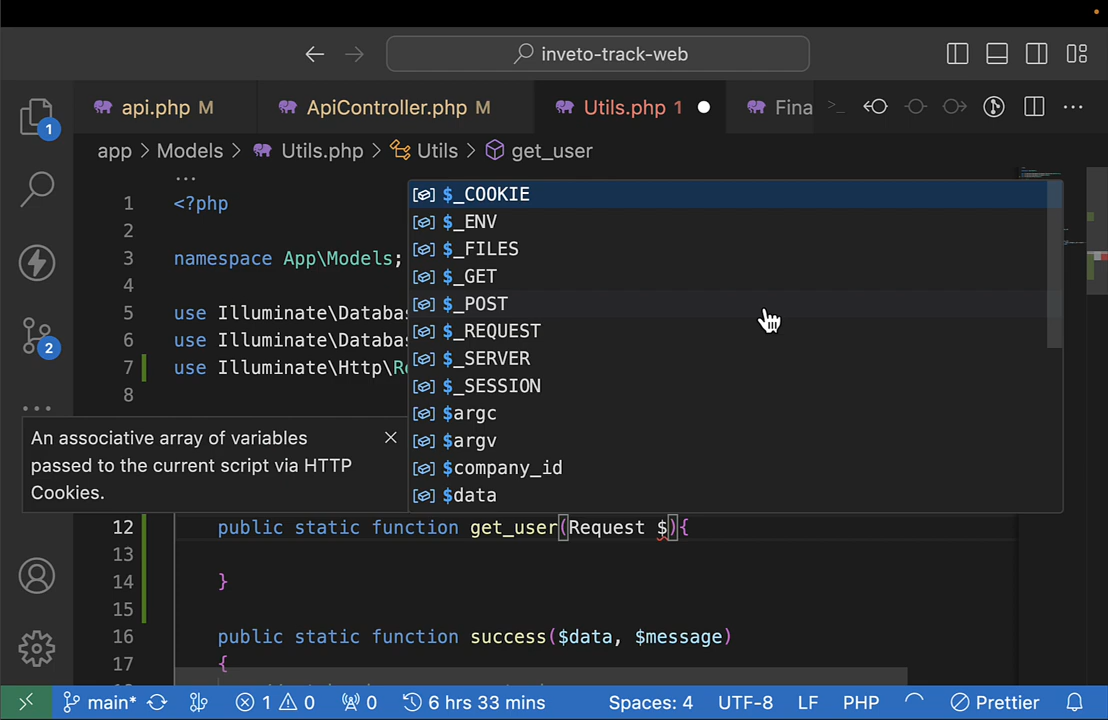 inveto-track-web
api.php M
ApiController.php M
Utils.php 1
Fina
app > Models > Utils.php > Utils > get_user
...
1 <?php
2
3 namespace App\Models;
4
5 use Illuminate\Databas
6 use Illuminate\Databas
7 use Illuminate\Http\R
8
$_COOKIE
$_ENV
$_FILES
$_GET
$_POST
$_REQUEST
$_SERVER
$_SESSION
$argc
$argv
$company_id
$data
1
2
An associative array of variables
passed to the current script via HTTP
Cookies.
12 public static function get_user(Request $){
13
14 }
15
16 public static function success($data, $message)
17 {
main* 1 0 0 6 hrs 33 mins Spaces: 4 UTF-8 LF PHP Prettier